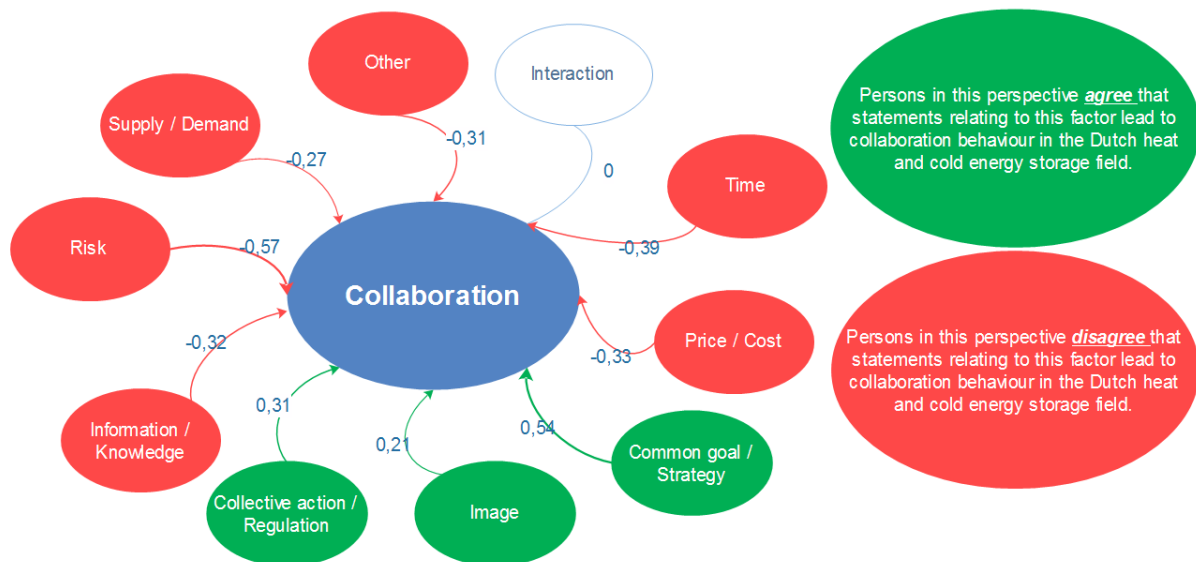 Other
Interaction
Supply / Demand
-0,27
-0,31
0
Time
Risk
-0,57
-0,39
Collaboration
-0,32
-0,33
Price / Cost
Information /
Knowledge
0,31
0,21
0,54
Common goal /
Strategy
Collective action /
Regulation
Image
Persons in this perspective agree that
statements relating to this factor lead to
collaboration behaviour in the Dutch heat
and cold energy storage field.
Persons in this perspective disagree that
statements relating to this factor lead to
collaboration behaviour in the Dutch heat
and cold energy storage field.